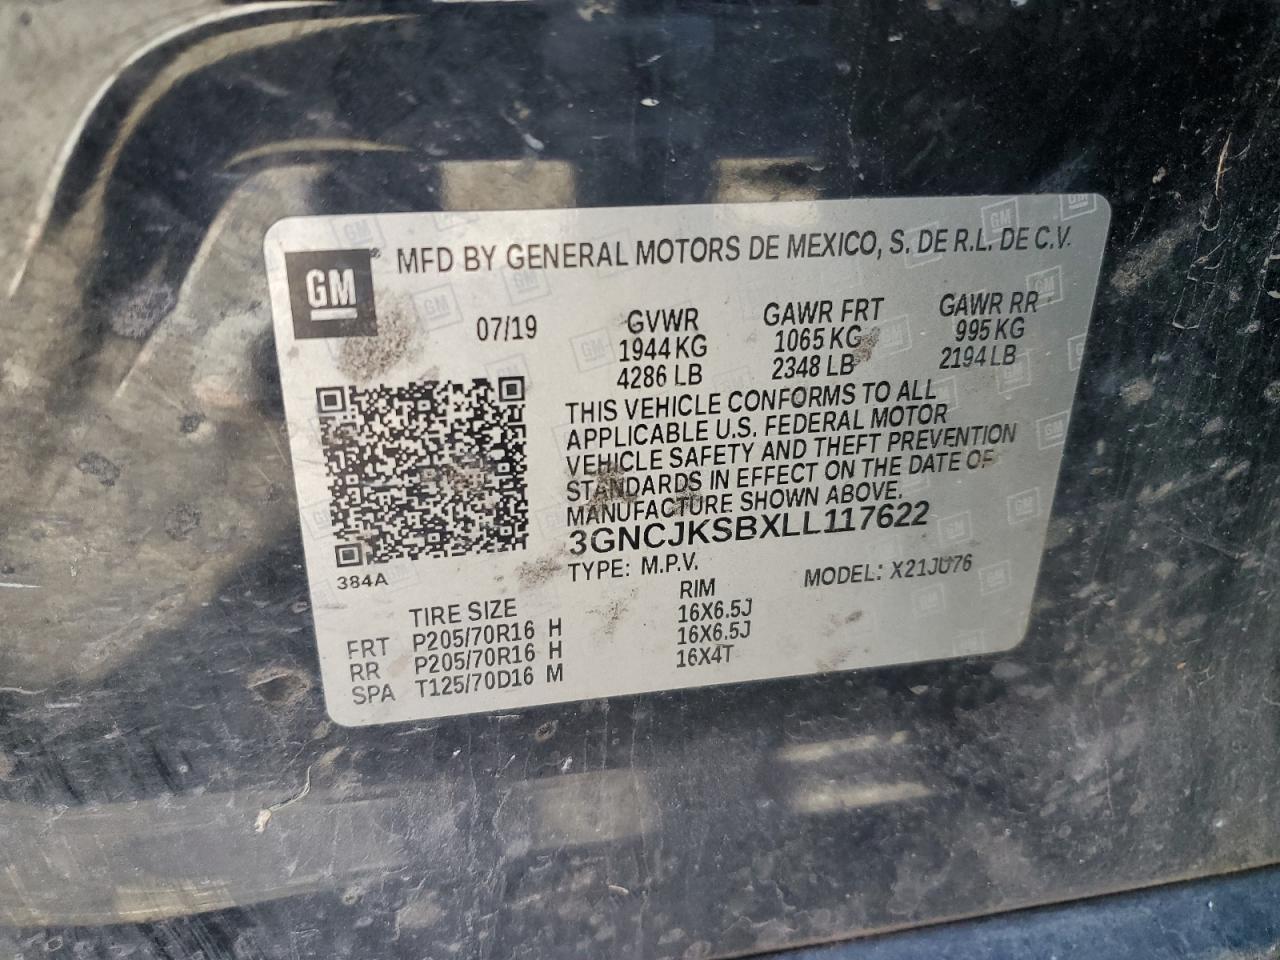 GM
MFD BY GENERAL MOTORS DE MEXICO, S. DE R.L. DE C.V.
07/19
GVWR
1944 KG
4286 LB
GAWR FRT
1065 KG
2348 LB
GAWR RR
995 KG
2194 LB
THIS VEHICLE CONFORMS TO ALL
APPLICABLE U.S. FEDERAL MOTOR
VEHICLE SAFETY AND THEFT PREVENTION
STANDARDS IN EFFECT ON THE DATE OF
MANUFACTURE SHOWN ABOVE.
3GNCJKSBXLL117622
TYPE: M.P.V.
MODEL: X21JU76
384A
TIRE SIZE RIM
FRT P205/70R16 H 16X6.5J
RR P205/70R16 H 16X6.5J
SPA T125/70D16 M 16X4T